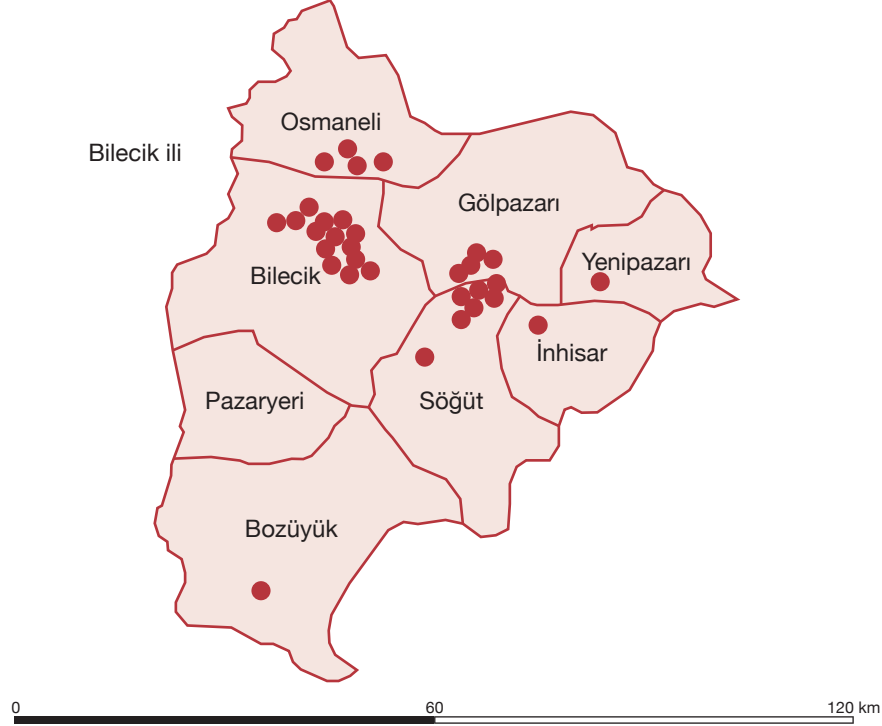 Osmaneli
Bilecik ili
Gölpazarı
Yenipazarı
Bilecik
İnhisar
Pazaryeri
Söğüt
Bozüyük
0
60
120 km